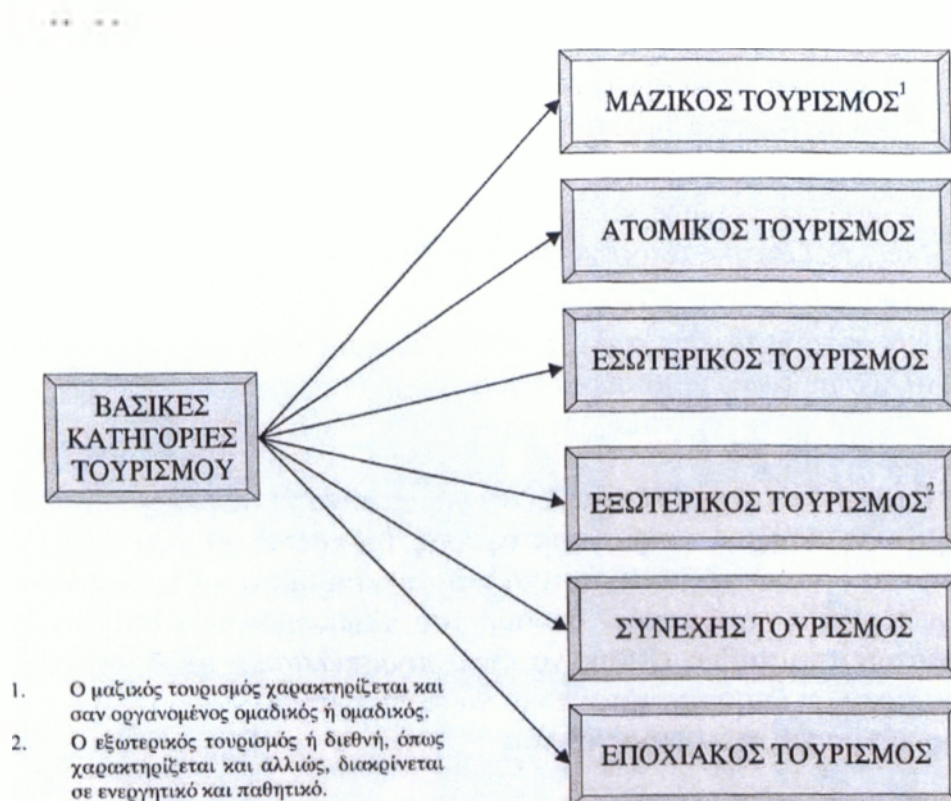 ΜΑΖΙΚΟΣ ΤΟΥΡΙΣΜΟΣ¹
ΑΤΟΜΙΚΟΣ ΤΟΥΡΙΣΜΟΣ
ΕΣΩΤΕΡΙΚΟΣ ΤΟΥΡΙΣΜΟΣ
ΒΑΣΙΚΕΣ
ΚΑΤΗΓΟΡΙΕΣ
ΤΟΥΡΙΣΜΟΥ
ΕΞΩΤΕΡΙΚΟΣ ΤΟΥΡΙΣΜΟΣ²
ΣΥΝΕΧΗΣ ΤΟΥΡΙΣΜΟΣ
ΕΠΟΧΙΑΚΟΣ ΤΟΥΡΙΣΜΟΣ
1. Ο μαζικός τουρισμός χαρακτηρίζεται και
σαν οργανομένος ομαδικός ή ομαδικός.
2. Ο εξωτερικός τουρισμός ή διεθνή, όπως
χαρακτηρίζεται και αλλιώς, διακρίνεται
σε ενεργητικό και παθητικό.